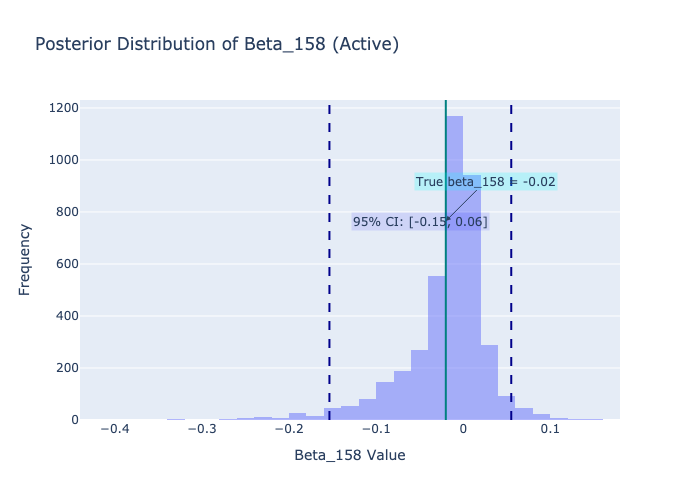 Posterior Distribution of Beta_158 (Active)
1200
1000
800
600
400
200
0
Frequency
True beta_158 = -0.02
95% CI: [-0.15, 0.06]
−0.4
−0.3
−0.2
−0.1
0
0.1
Beta_158 Value